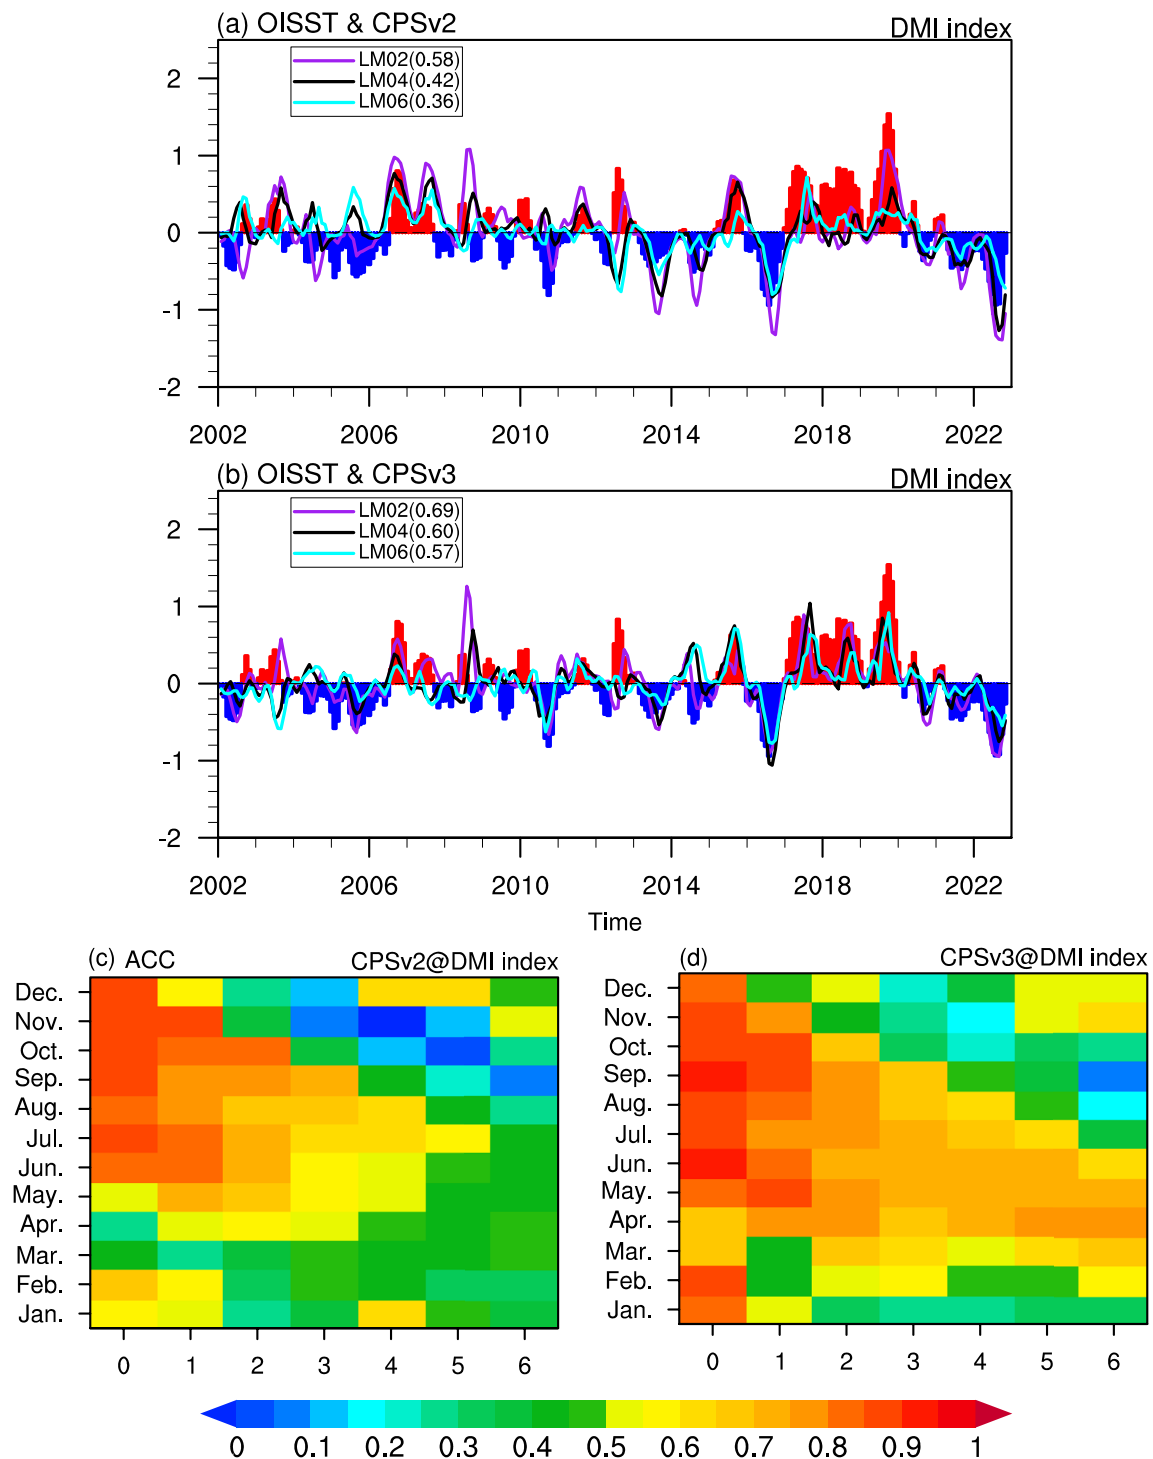 (a) OISST & CPSv2 DMI index
LM02(0.58)
LM04(0.42)
LM06(0.36)
2
1
0
-1
-2
2002 2006 2010 2014 2018 2022
(b) OISST & CPSv3 DMI index
LM02(0.69)
LM04(0.60)
LM06(0.57)
2
1
0
-1
-2
2002 2006 2010 2014 2018 2022
Time
(c) ACC CPSv2@DMI index
Dec.
Nov.
Oct.
Sep.
Aug.
Jul.
Jun.
May.
Apr.
Mar.
Feb.
Jan.
0 1 2 3 4 5 6
(d) CPSv3@DMI index
Dec.
Nov.
Oct.
Sep.
Aug.
Jul.
Jun.
May.
Apr.
Mar.
Feb.
Jan.
0 1 2 3 4 5 6
0 0.1 0.2 0.3 0.4 0.5 0.6 0.7 0.8 0.9 1